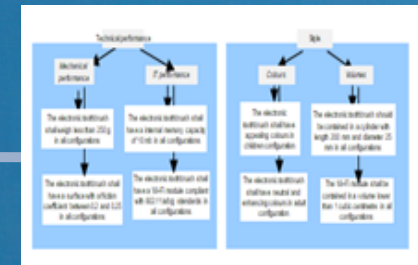 Technical performance
Style
Mechanical
performance
IT performance
Colours
Volumes
The electronic toothbrush
shall weigh less than 250 g
in all configurations
The electronic toothbrush shall
have a internal memory capacity
of 10 mb in all configurations
The electronic
toothbrush shall have
appealing colours in
children configuration
The electronic toothbrush should
be contained in a cylinder with
length 200 mm and diameter 25
mm in all configurations
The electronic toothbrush shall
have a surface with a friction
coefficient between 0.2 and 0.25
in all configurations
The electronic toothbrush shall
have a Wi-Fi module compliant
with 802.11 standards in
all configurations
The electronic toothbrush
shall have neutral and
enhancing colours in adult
configuration
The Wi-Fi module shall be
contained in a volume lower
than 1 cubic centimeter in all
configurations